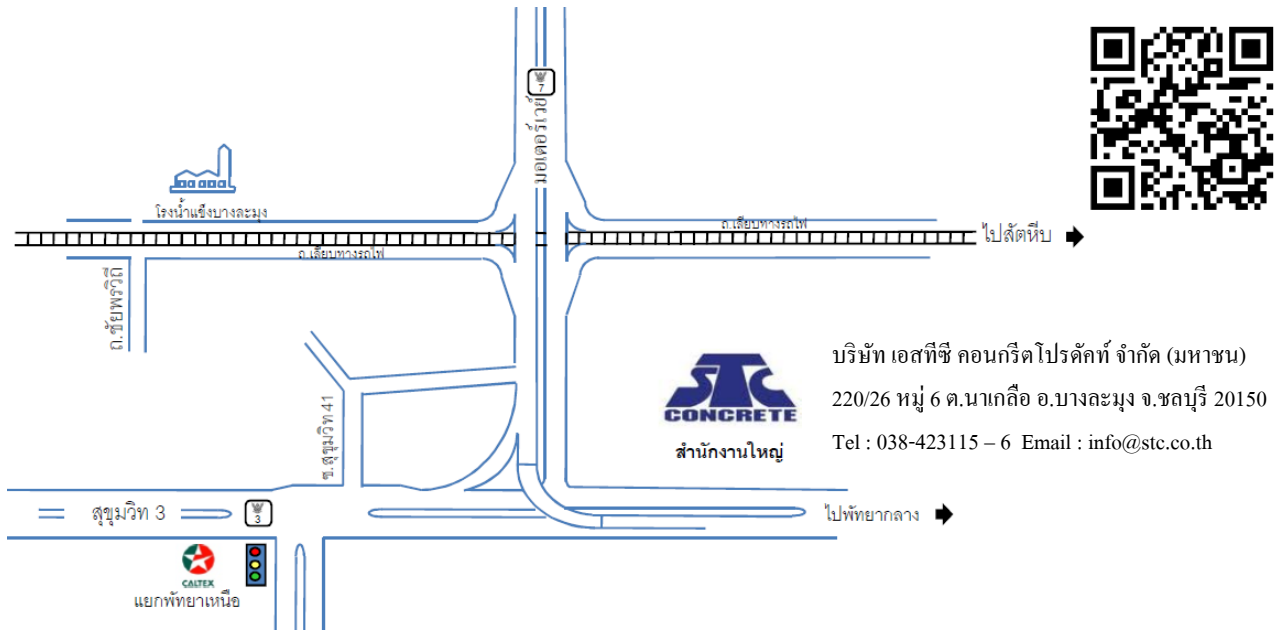 7
มอเตอร์เวย์
โรงน้ำแข็งบางละมุง
ถ.เลียบทางรถไฟ
ถ.เลียบทางรถไฟ
ไปสัตหีบ
ถ.ชัยพรวิถี
ซ.สุขุมวิท 41
STC
CONCRETE
สำนักงานใหญ่
บริษัท เอสทีซี คอนกรีตโปรดัคท์ จำกัด (มหาชน)
220/26 หมู่ 6 ต.นาเกลือ อ.บางละมุง จ.ชลบุรี 20150
Tel : 038-423115 – 6 Email : info@stc.co.th
สุขุมวิท 3
3
ไปพัทยากลาง
CALTEX
แยกพัทยาเหนือ